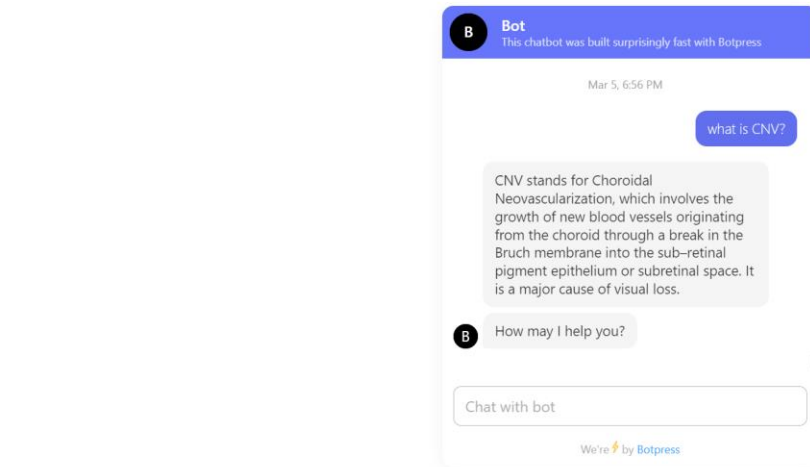 B
Bot
This chatbot was built surprisingly fast with Botpress
Mar 5, 6:56 PM
what is CNV?
CNV stands for Choroidal
Neovascularization, which involves the
growth of new blood vessels originating
from the choroid through a break in the
Bruch membrane into the sub–retinal
pigment epithelium or subretinal space. It
is a major cause of visual loss.
B
How may I help you?
Chat with bot
We're ⚡ by Botpress